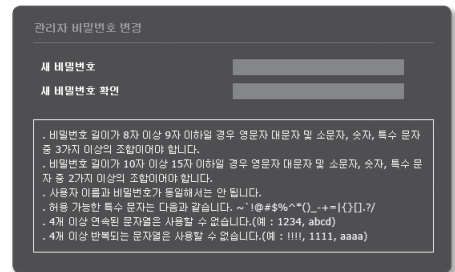 관리자 비밀번호 변경
새 비밀번호
새 비밀번호 확인
. 비밀번호 길이가 8자 이상 9자 이하일 경우 영문자 대문자 및 소문자, 숫자, 특수 문자
중 3가지 이상의 조합이어야 합니다.
. 비밀번호 길이가 10자 이상 15자 이하일 경우 영문자 대문자 및 소문자, 숫자, 특수 문
자 중 2가지 이상의 조합이어야 합니다.
. 사용자 이름과 비밀번호가 동일해서는 안 됩니다.
. 허용 가능한 특수 문자는 다음과 같습니다. ~`!@#$%^*()_-+=|{}[].?/
. 4개 이상 연속된 문자열은 사용할 수 없습니다.(예 : 1234, abcd)
. 4개 이상 반복되는 문자열은 사용할 수 없습니다.(예 : !!!!, 1111, aaaa)